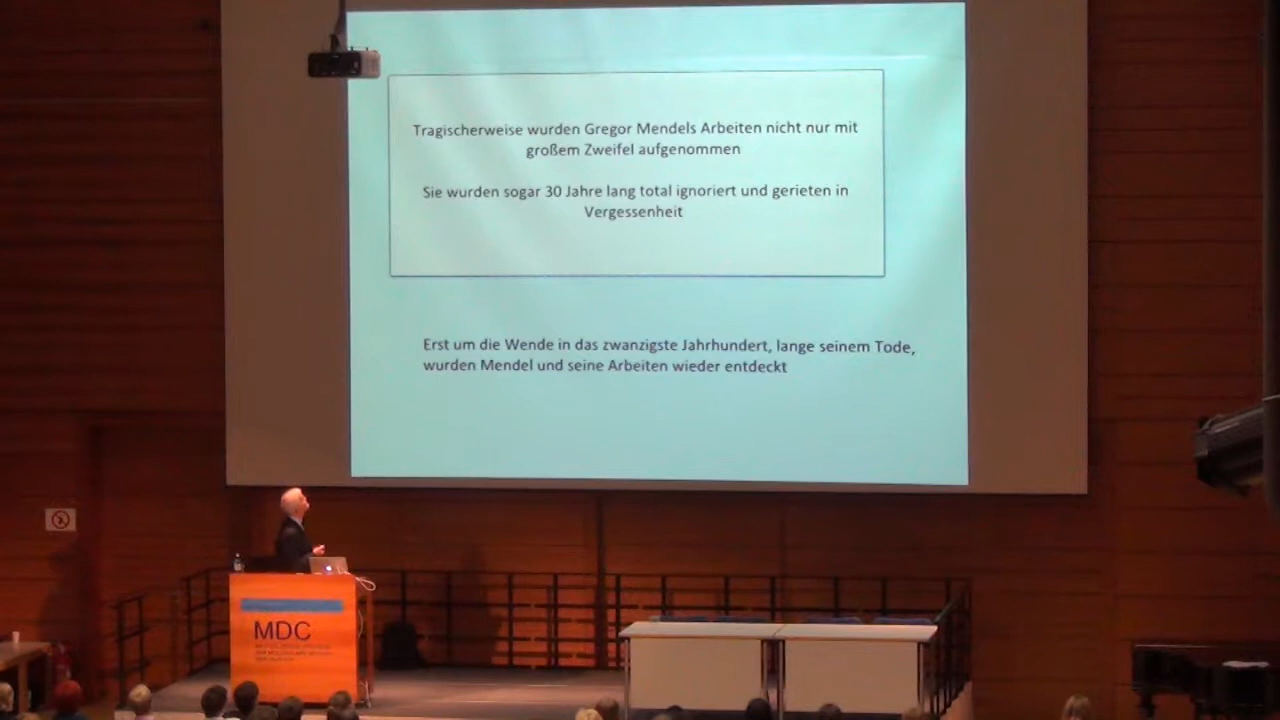 Tragischerweise wurden Gregor Mendels Arbeiten nicht nur mit
großem Zweifel aufgenommen
Sie wurden sogar 30 Jahre lang total ignoriert und gerieten in
Vergessenheit
Erst um die Wende in das zwanzigste Jahrhundert, lange seinem Tode,
wurden Mendel und seine Arbeiten wieder entdeckt
MDC